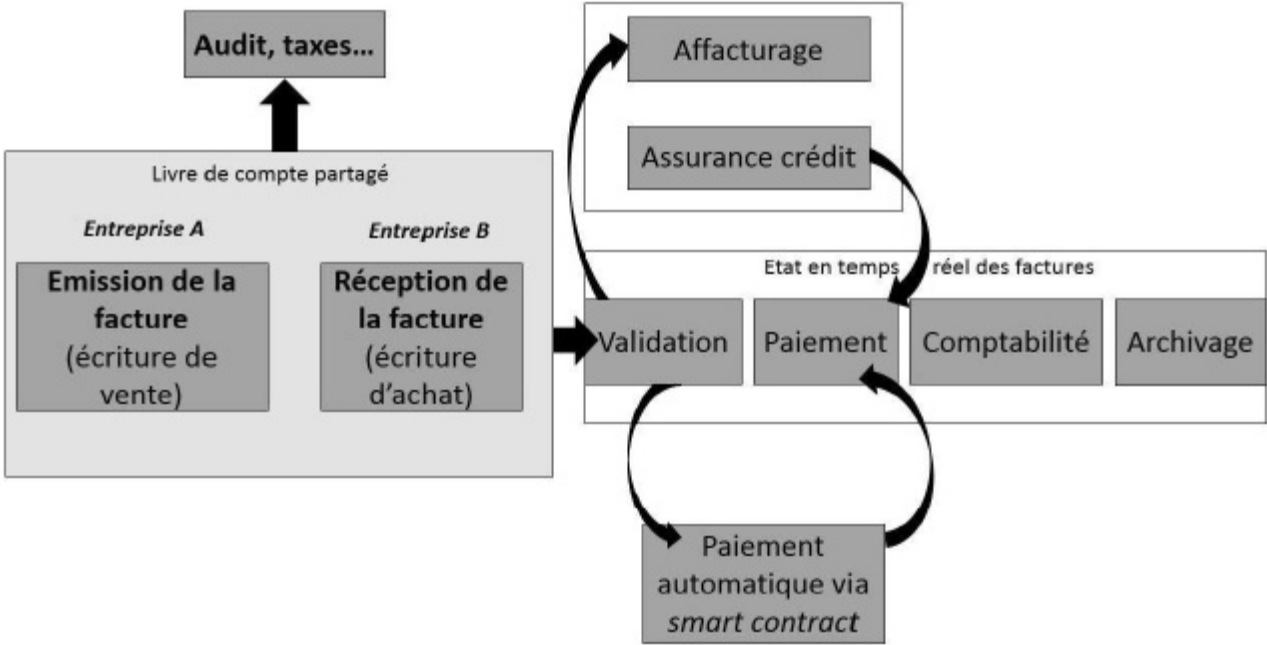 Audit, taxes...
Livre de compte partagé
Entreprise A
Emission de la
facture
(écriture de
vente)
Entreprise B
Réception de
la facture
(écriture
d'achat)
Affacturage
Assurance crédit
Etat en temps réel des factures
Validation
Paiement
Comptabilité
Archivage
Paiement
automatique via
smart contract